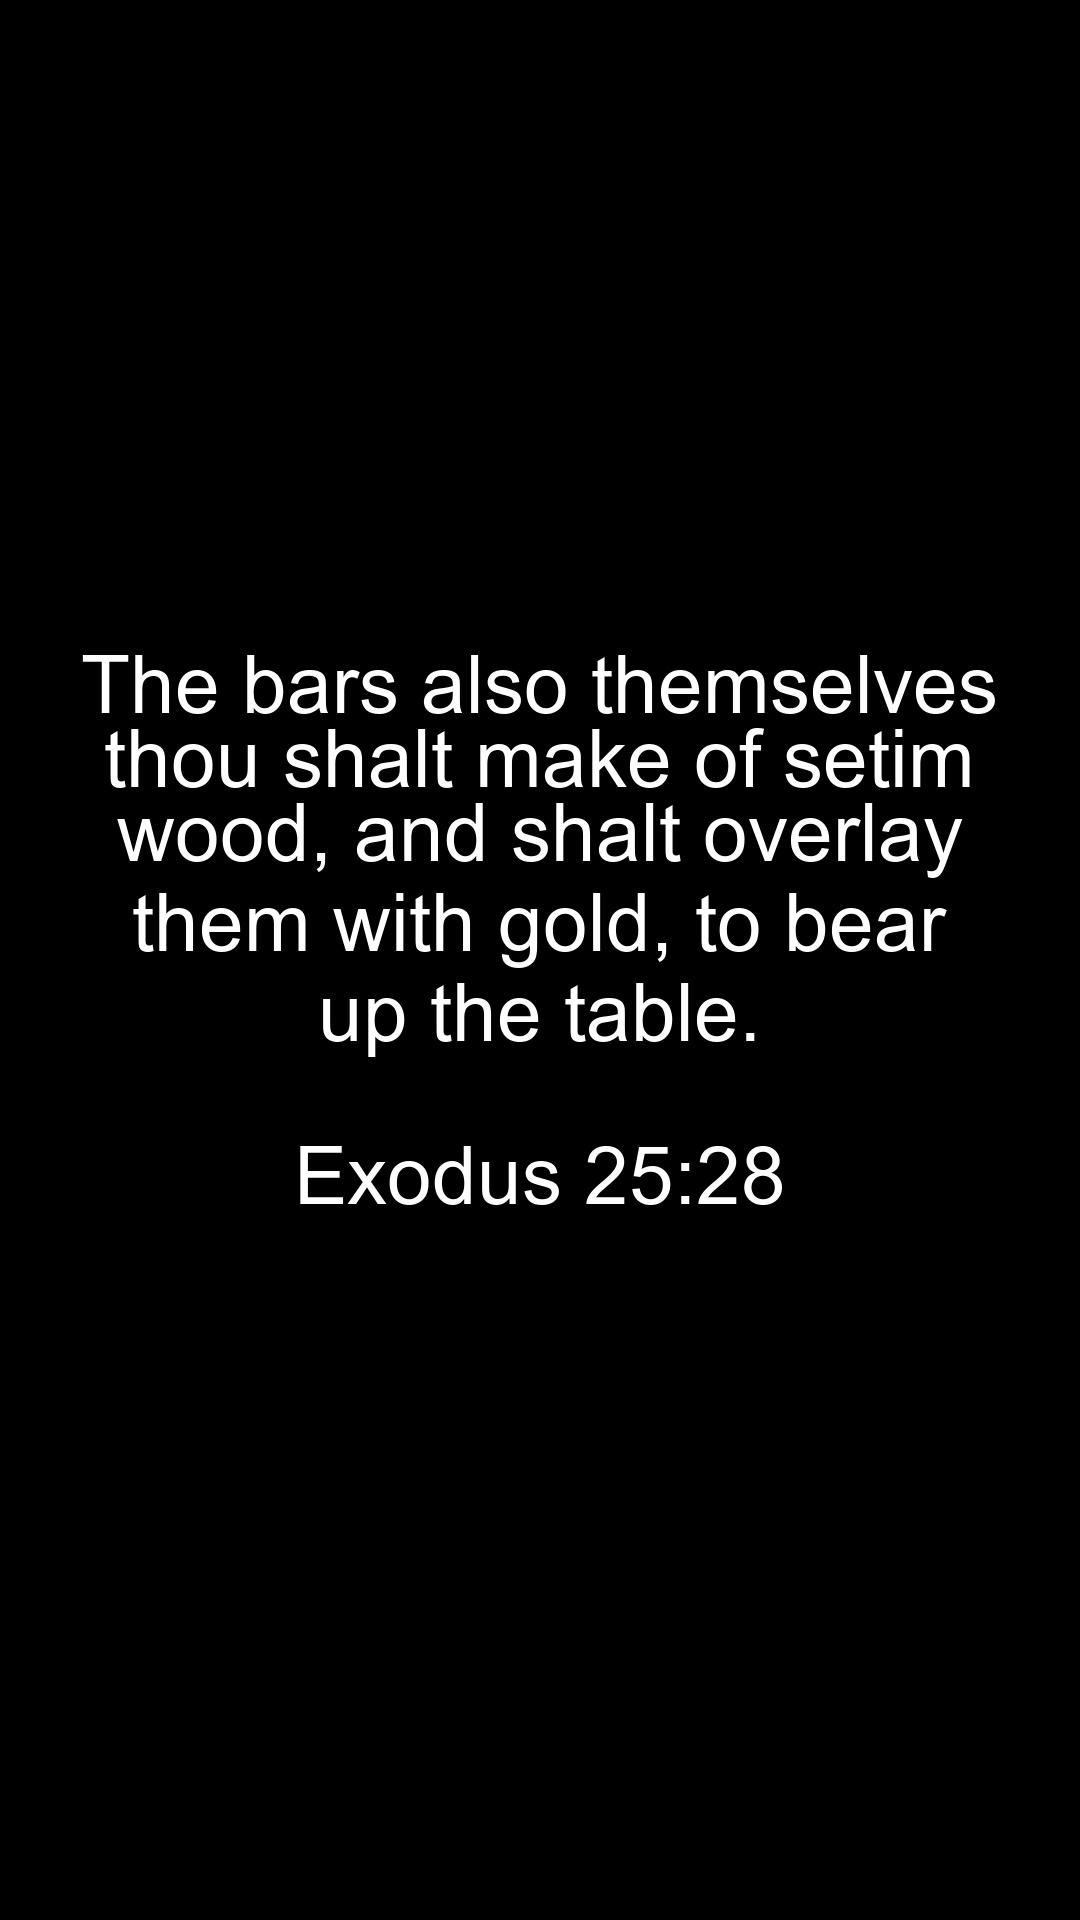 The bars also themselves
thou shalt make of setim
wood, and shalt overlay
them with gold, to bear
up the table.
Exodus 25:28